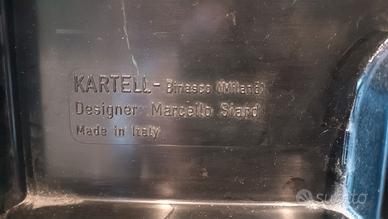 KARTELL - Binasco (Milano)
Designer: Marcello Siard
Made in Italy
subito